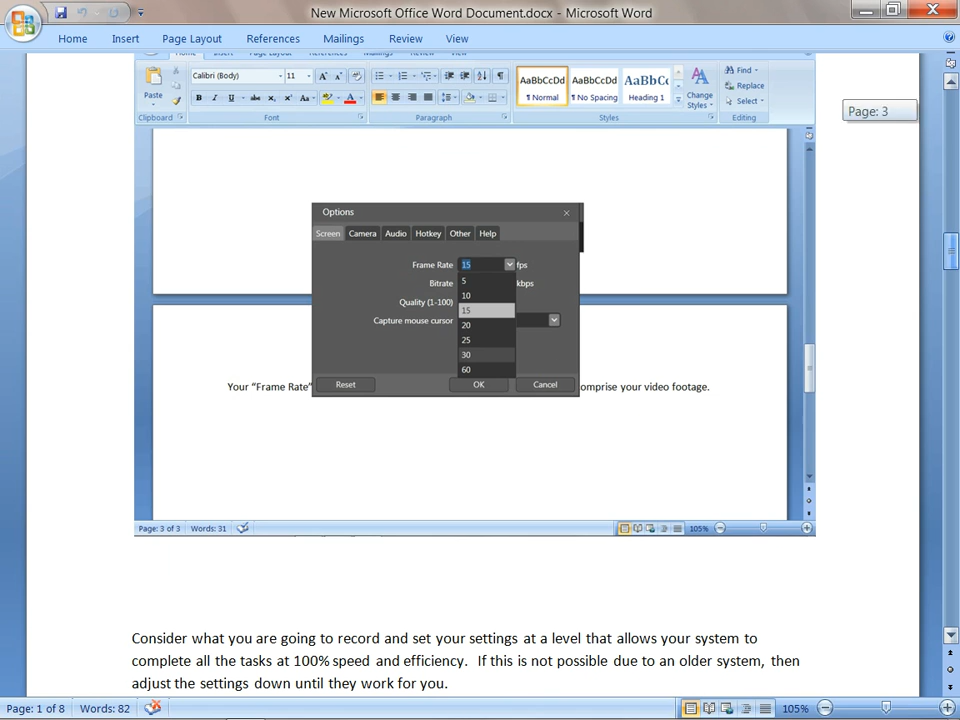 New Microsoft Office Word Document.docx - Microsoft Word
Home Insert Page Layout References Mailings Review View
Calibri (Body) 11 AaBbCcDd AaBbCcDd AaBbCc Find
Paste Replace
B I U abc x₂ x² Aa A ¶ Normal ¶ No Spacing Heading 1 Change Styles Select
Clipboard Font Paragraph Styles Editing
Page: 3
Options
Screen Camera Audio Hotkey Other Help
Frame Rate 15 fps
Bitrate 5 kbps
10
Quality (1-100)
15
Capture mouse cursor
20
25
30
60
Reset OK Cancel
Your “Frame Rate” omprise your video footage.
Page: 3 of 3 Words: 31 105%
Consider what you are going to record and set your settings at a level that allows your system to
complete all the tasks at 100% speed and efficiency. If this is not possible due to an older system, then
adjust the settings down until they work for you.
Page: 1 of 8 Words: 82 105%